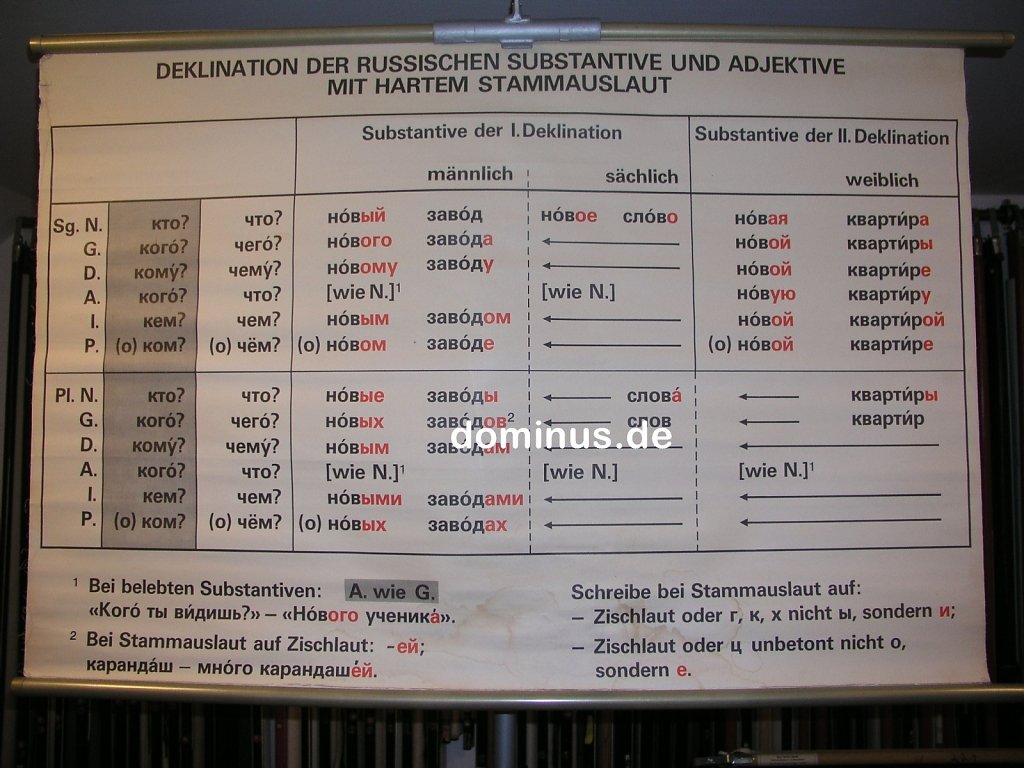 DEKLINATION DER RUSSISCHEN SUBSTANTIVE UND ADJEKTIVE
MIT HARTEM STAMMAUSLAUT
Substantive der I. Deklination Substantive der II. Deklination
männlich sächlich weiblich
Sg. N. кто? что? но́вый заво́д но́вое сло́во но́вая кварти́ра
G. кого́? чего́? но́вого заво́да но́вой кварти́ры
D. кому́? чему́? но́вому заво́ду но́вой кварти́ре
A. кого́? что? [wie N.]¹ [wie N.] но́вую кварти́ру
I. кем? чем? но́вым заво́дом но́вой кварти́рой
P. (о) ком? (о) чём? (о) но́вом заво́де (о) но́вой кварти́ре
Pl. N. кто? что? но́вые заво́ды слова́ кварти́ры
G. кого́? чего́? но́вых заво́дов² слов кварти́р
D. кому́? чему́? но́вым заво́дам
A. кого́? что? [wie N.]¹ [wie N.] [wie N.]¹
I. кем? чем? но́выми заво́дами
P. (о) ком? (о) чём? (о) но́вых заво́дах
dominus.de
¹ Bei belebten Substantiven: A. wie G.
«Кого́ ты ви́дишь?» – «Но́вого ученика́».
² Bei Stammauslaut auf Zischlaut: -ей;
каранда́ш – мно́го карандаше́й.
Schreibe bei Stammauslaut auf:
– Zischlaut oder г, к, х nicht ы, sondern и;
– Zischlaut oder ц unbetont nicht о,
sondern е.